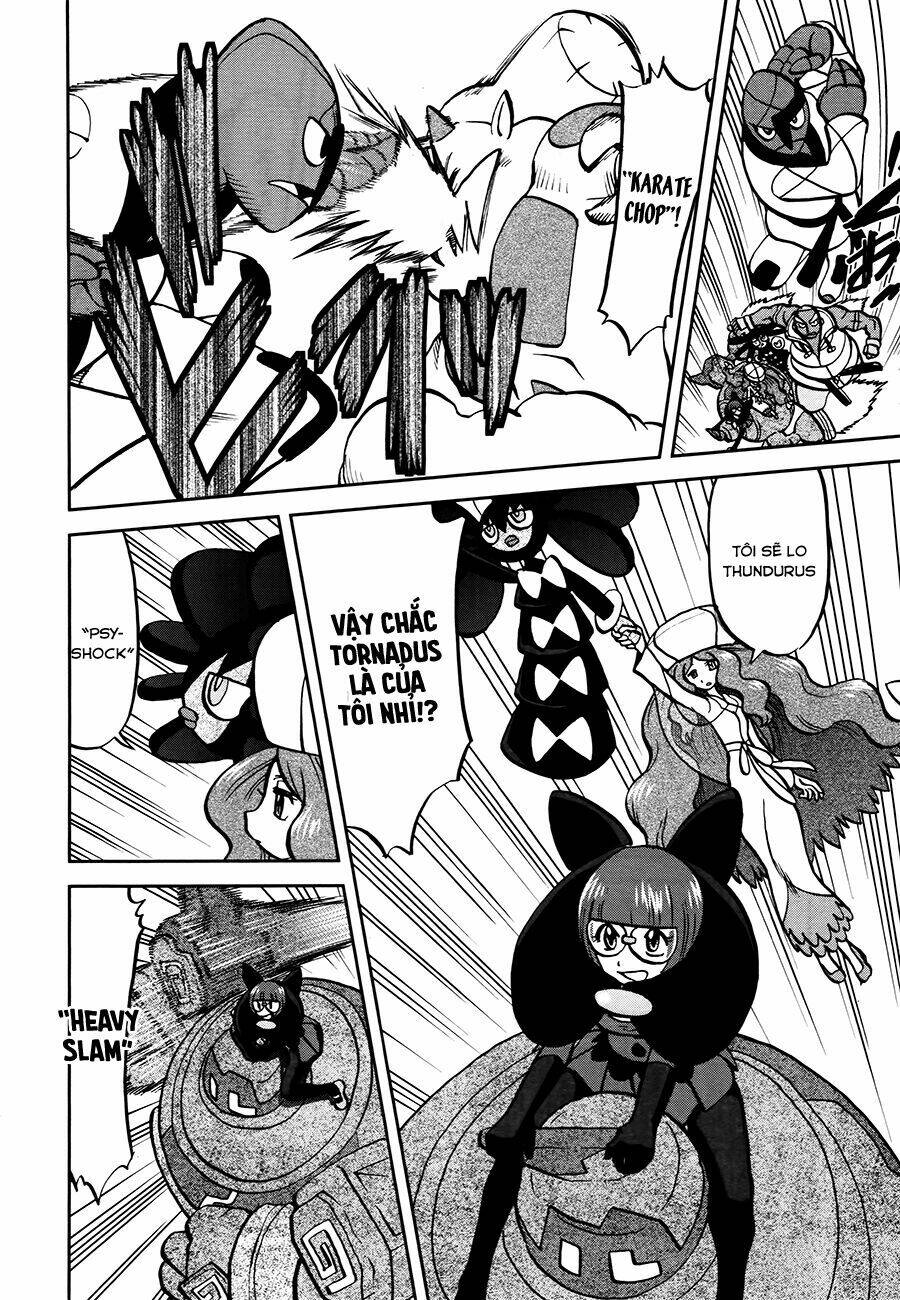 "KARATE
CHOP"!
TÔI SẼ LO
THUNDURUS
VẬY CHẮC
TORNADUS
LÀ CỦA
TÔI NHỈ!?
"PSY-
SHOCK"
"HEAVY
SLAM"